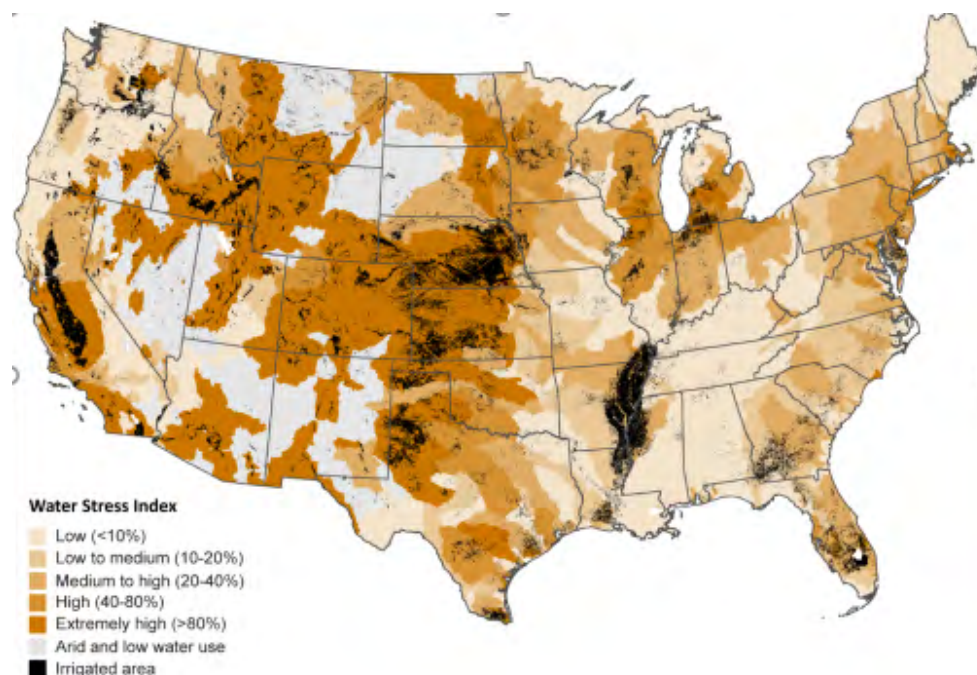 Water Stress Index
Low (<10%)
Low to medium (10-20%)
Medium to high (20-40%)
High (40-80%)
Extremely high (>80%)
Arid and low water use
Irrigated area